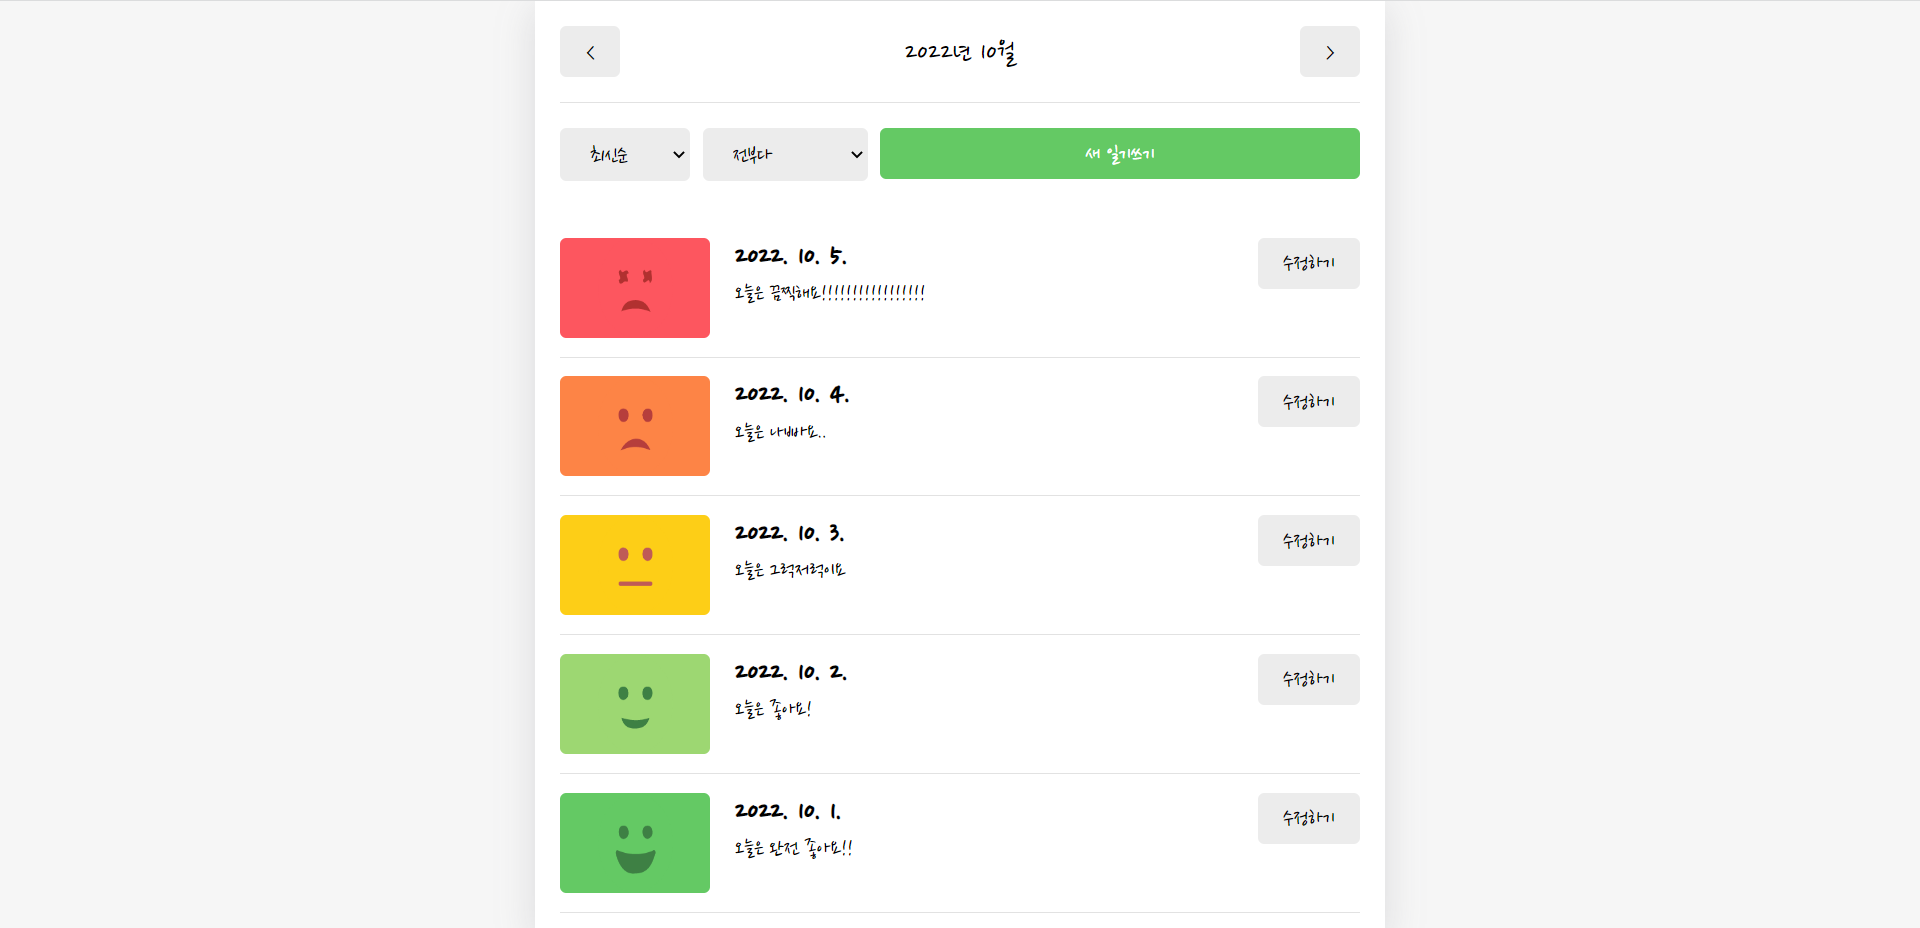 <
2022년 10월
>
최신순
전부다
새 일기쓰기
2022. 10. 5.
오늘은 끔찍해요!!!!!!!!!!!!!!!!!
수정하기
2022. 10. 4.
오늘은 나빠요..
수정하기
2022. 10. 3.
오늘은 그럭저럭이요
수정하기
2022. 10. 2.
오늘은 좋아요!
수정하기
2022. 10. 1.
오늘은 완전 좋아요!!
수정하기